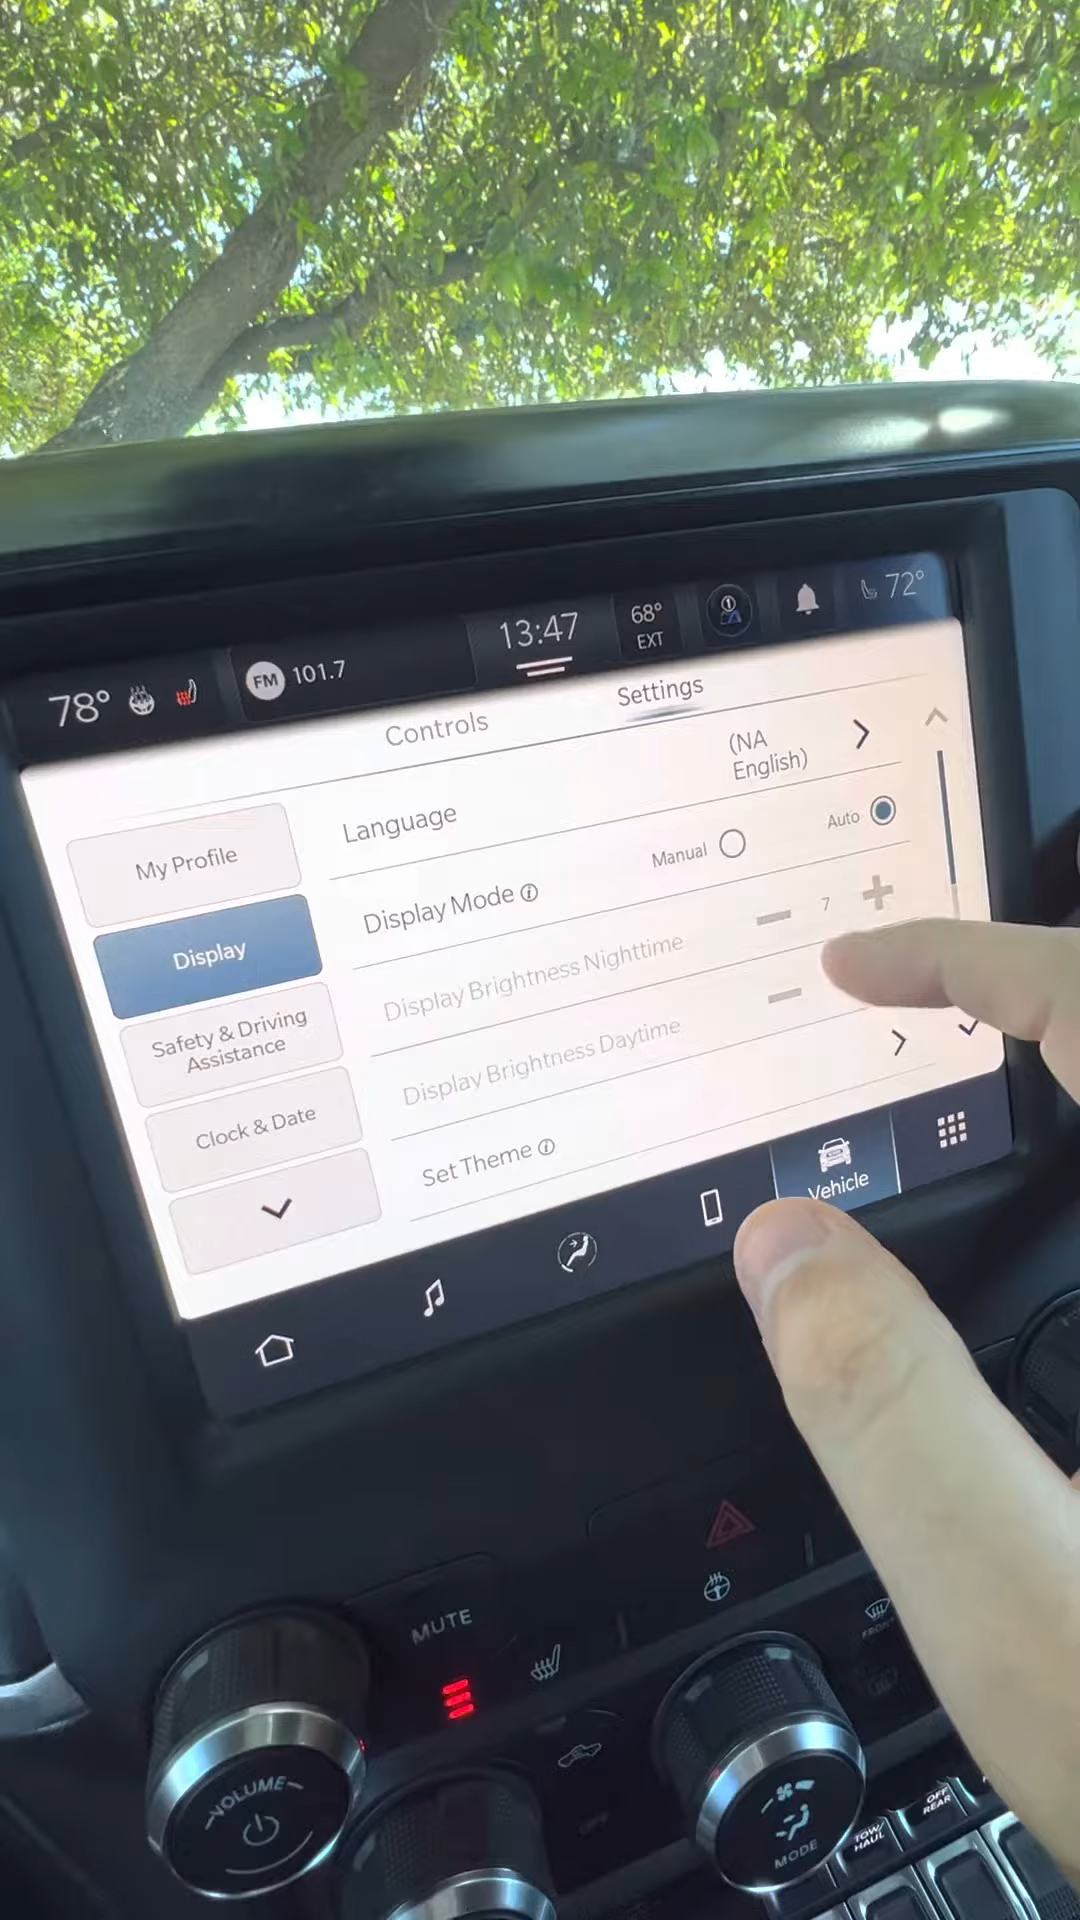 78°
FM 101.7
13:47
68°
EXT
72°
Controls
Settings
My Profile
Display
Safety & Driving
Assistance
Clock & Date
Language
(NA
English)
Display Mode
Manual
Auto
Display Brightness Nighttime
7
Display Brightness Daytime
Set Theme
Vehicle
MUTE
FRONT
VOLUME
OFF
MODE
TOW/
HAUL
OFF
REAR